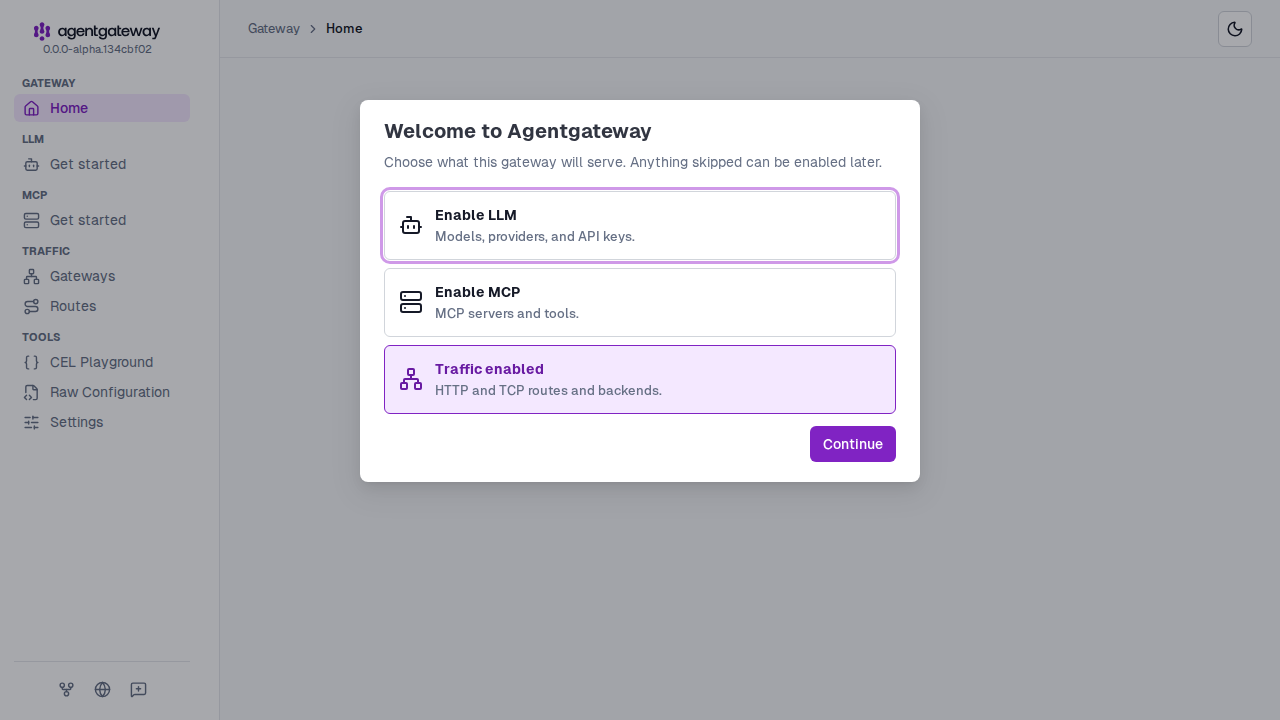 agentgateway
0.0.0-alpha.134cbf02
GATEWAY
Home
LLM
Get started
MCP
Get started
TRAFFIC
Gateways
Routes
TOOLS
CEL Playground
Raw Configuration
Settings
Gateway > Home
Welcome to Agentgateway
Choose what this gateway will serve. Anything skipped can be enabled later.
Enable LLM
Models, providers, and API keys.
Enable MCP
MCP servers and tools.
Traffic enabled
HTTP and TCP routes and backends.
Continue